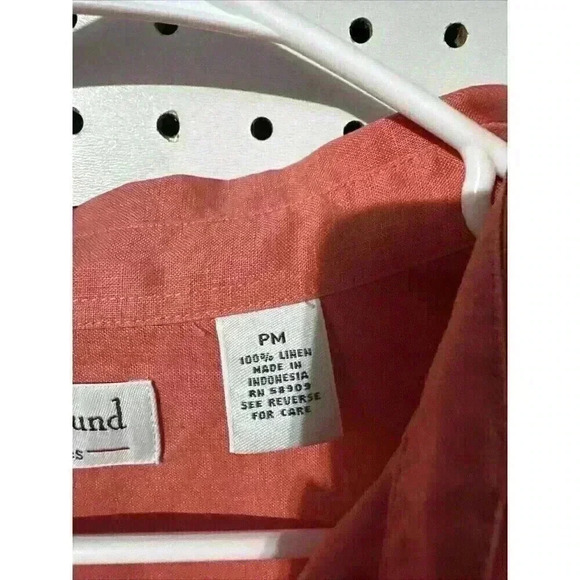 PM
100% LINEN
MADE IN
INDONESIA
RN 58909
SEE REVERSE
FOR CARE
und
es